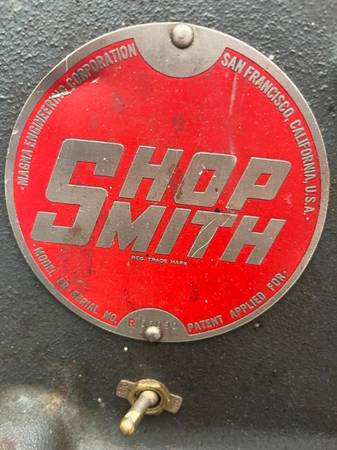 MAGNA ENGINEERING CORPORATION
SAN FRANCISCO, CALIFORNIA, U.S.A.
SHOP
SMITH
REG. TRADE MARK
MODEL ER SERIAL NO.
PATENT APPLIED FOR